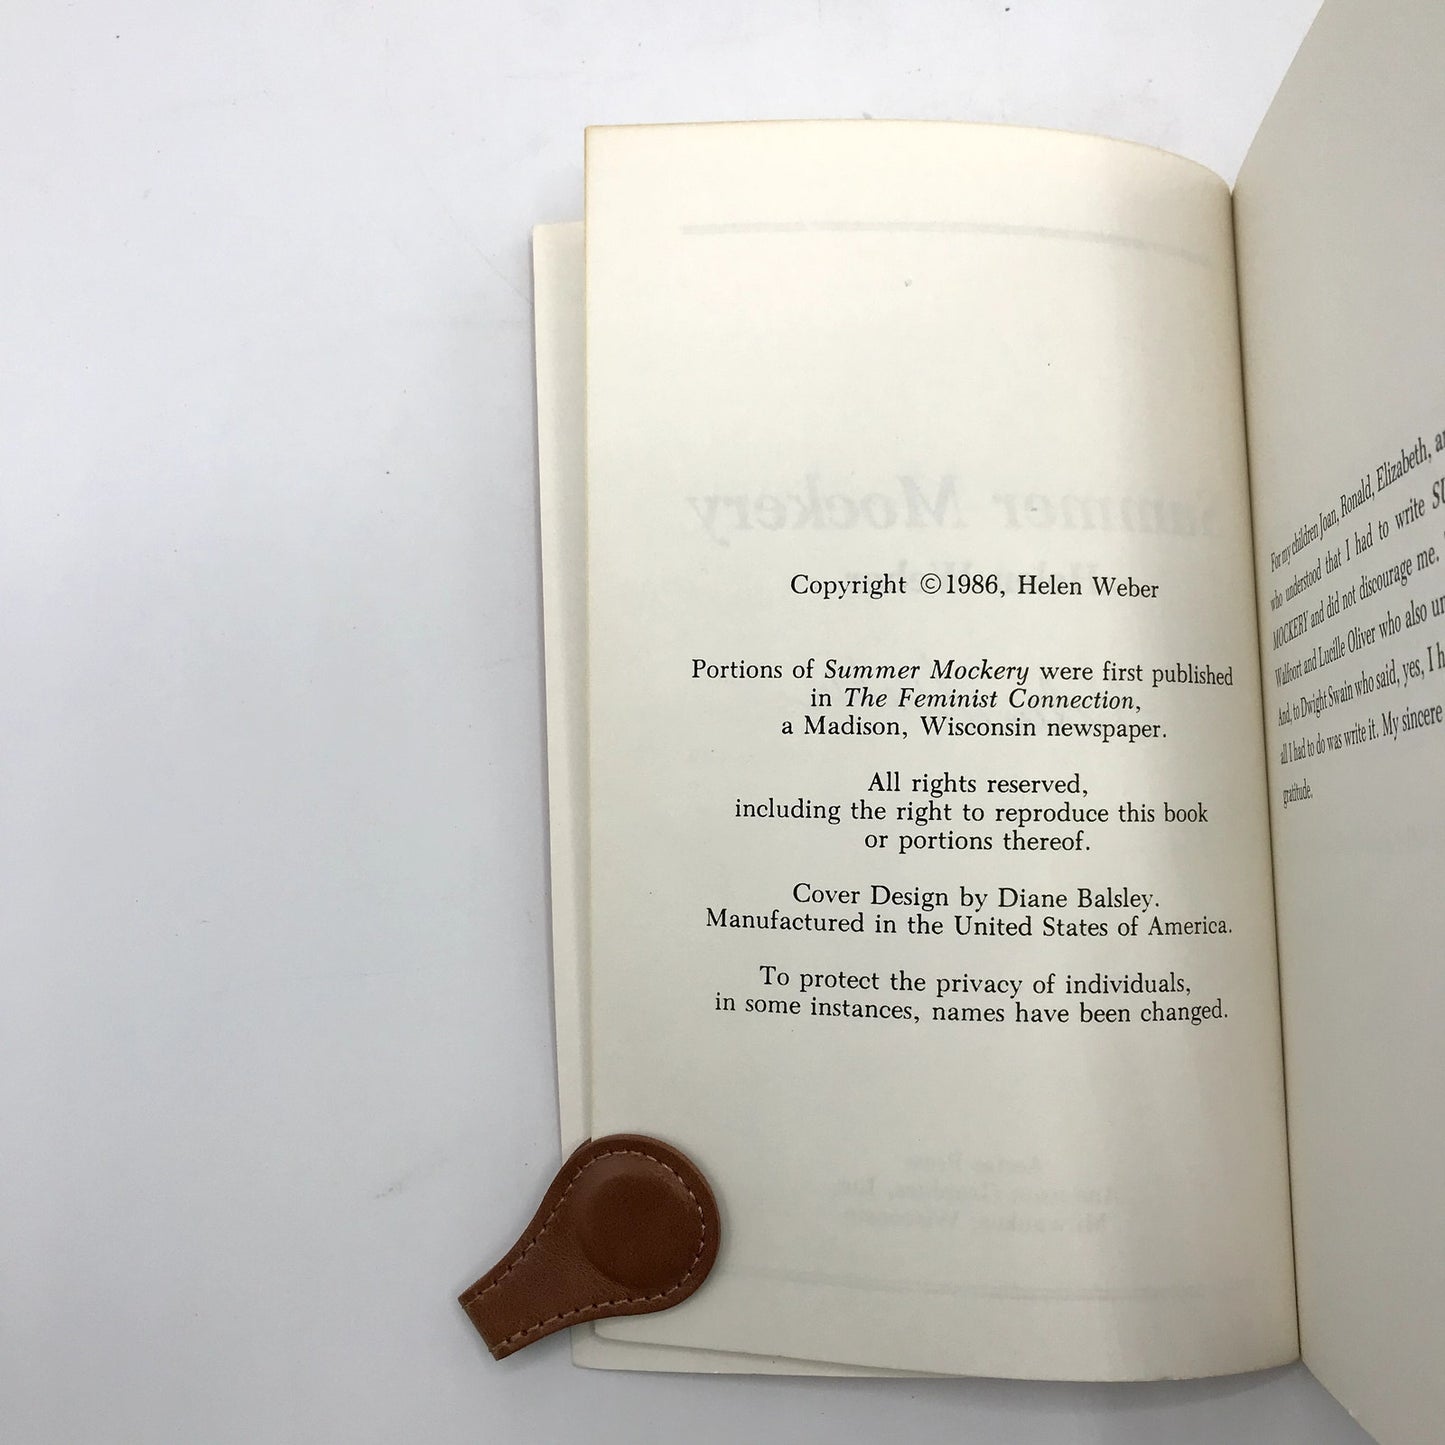 Copyright ©1986, Helen Weber
Portions of Summer Mockery were first published
in The Feminist Connection,
a Madison, Wisconsin newspaper.
All rights reserved,
including the right to reproduce this book
or portions thereof.
Cover Design by Diane Balsley.
Manufactured in the United States of America.
To protect the privacy of individuals,
in some instances, names have been changed.
For my children Joan, Ronald, Elizabeth,
who understood that I had to write
MOCKERY and did not discourage me.
Walfoort and Lucille Oliver who also
And, to Dwight Swain who said, yes, I
all I had to do was write it. My sincere
gratitude.